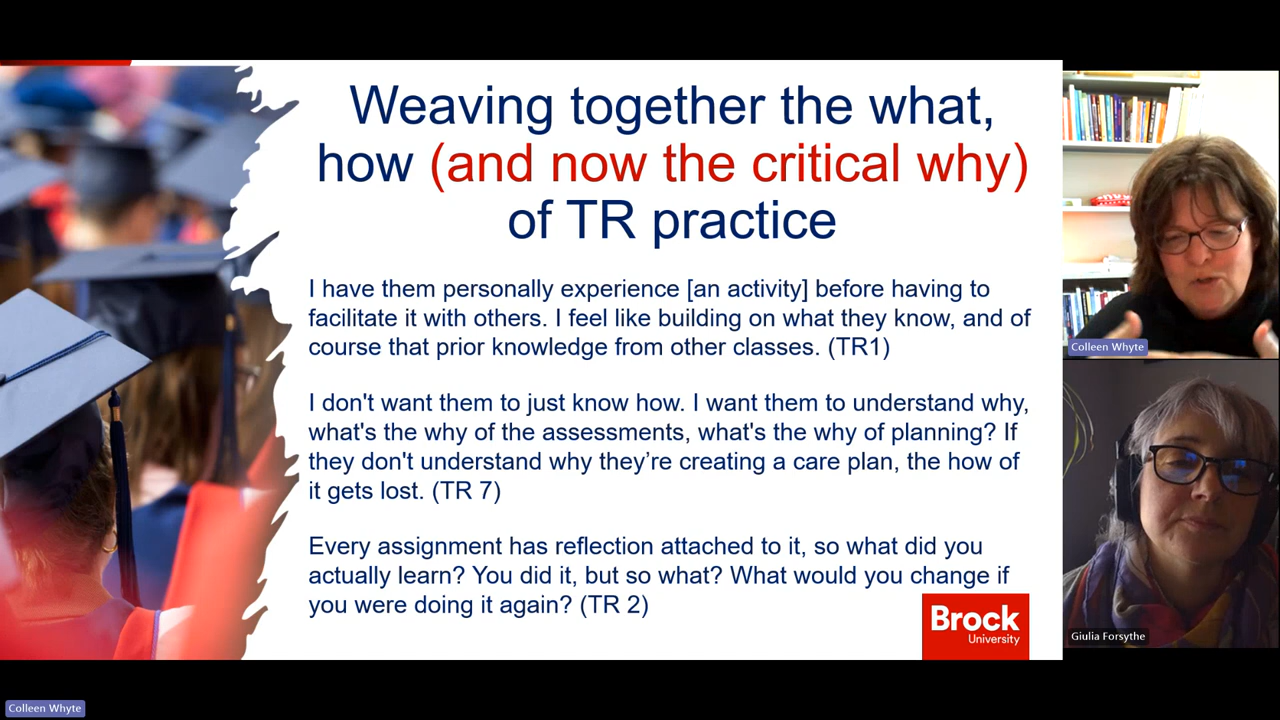 Weaving together the what,
how (and now the critical why)
of TR practice
I have them personally experience [an activity] before having to
facilitate it with others. I feel like building on what they know, and of
course that prior knowledge from other classes. (TR1)
I don't want them to just know how. I want them to understand why,
what's the why of the assessments, what's the why of planning? If
they don't understand why they’re creating a care plan, the how of
it gets lost. (TR 7)
Every assignment has reflection attached to it, so what did you
actually learn? You did it, but so what? What would you change if
you were doing it again? (TR 2)
Brock
University
Colleen Whyte
Giulia Forsythe
Colleen Whyte